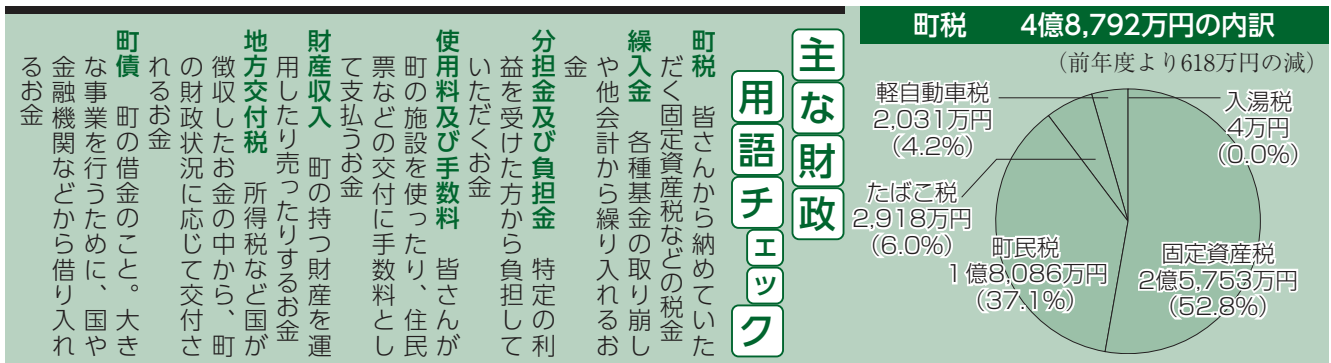 主な財政
用語チェック
町税　皆さんから納めていた
だく固定資産税などの税金
繰入金　各種基金の取り崩し
や他会計から繰り入れるお
金
分担金及び負担金　特定の利
益を受けた方から負担して
いただくお金
使用料及び手数料　皆さんが
町の施設を使ったり、住民
票などの交付に手数料とし
て支払うお金
財産収入　町の持つ財産を運
用したり売ったりするお金
地方交付税　所得税など国が
徴収したお金の中から、町
の財政状況に応じて交付さ
れるお金
町債　町の借金のこと。大き
な事業を行うために、国や
金融機関などから借り入れ
るお金
町税　4億8,792万円の内訳
（前年度より618万円の減）
入湯税
4万円
(0.0%)
軽自動車税
2,031万円
(4.2%)
たばこ税
2,918万円
(6.0%)
町民税
1億8,086万円
(37.1%)
固定資産税
2億5,753万円
(52.8%)